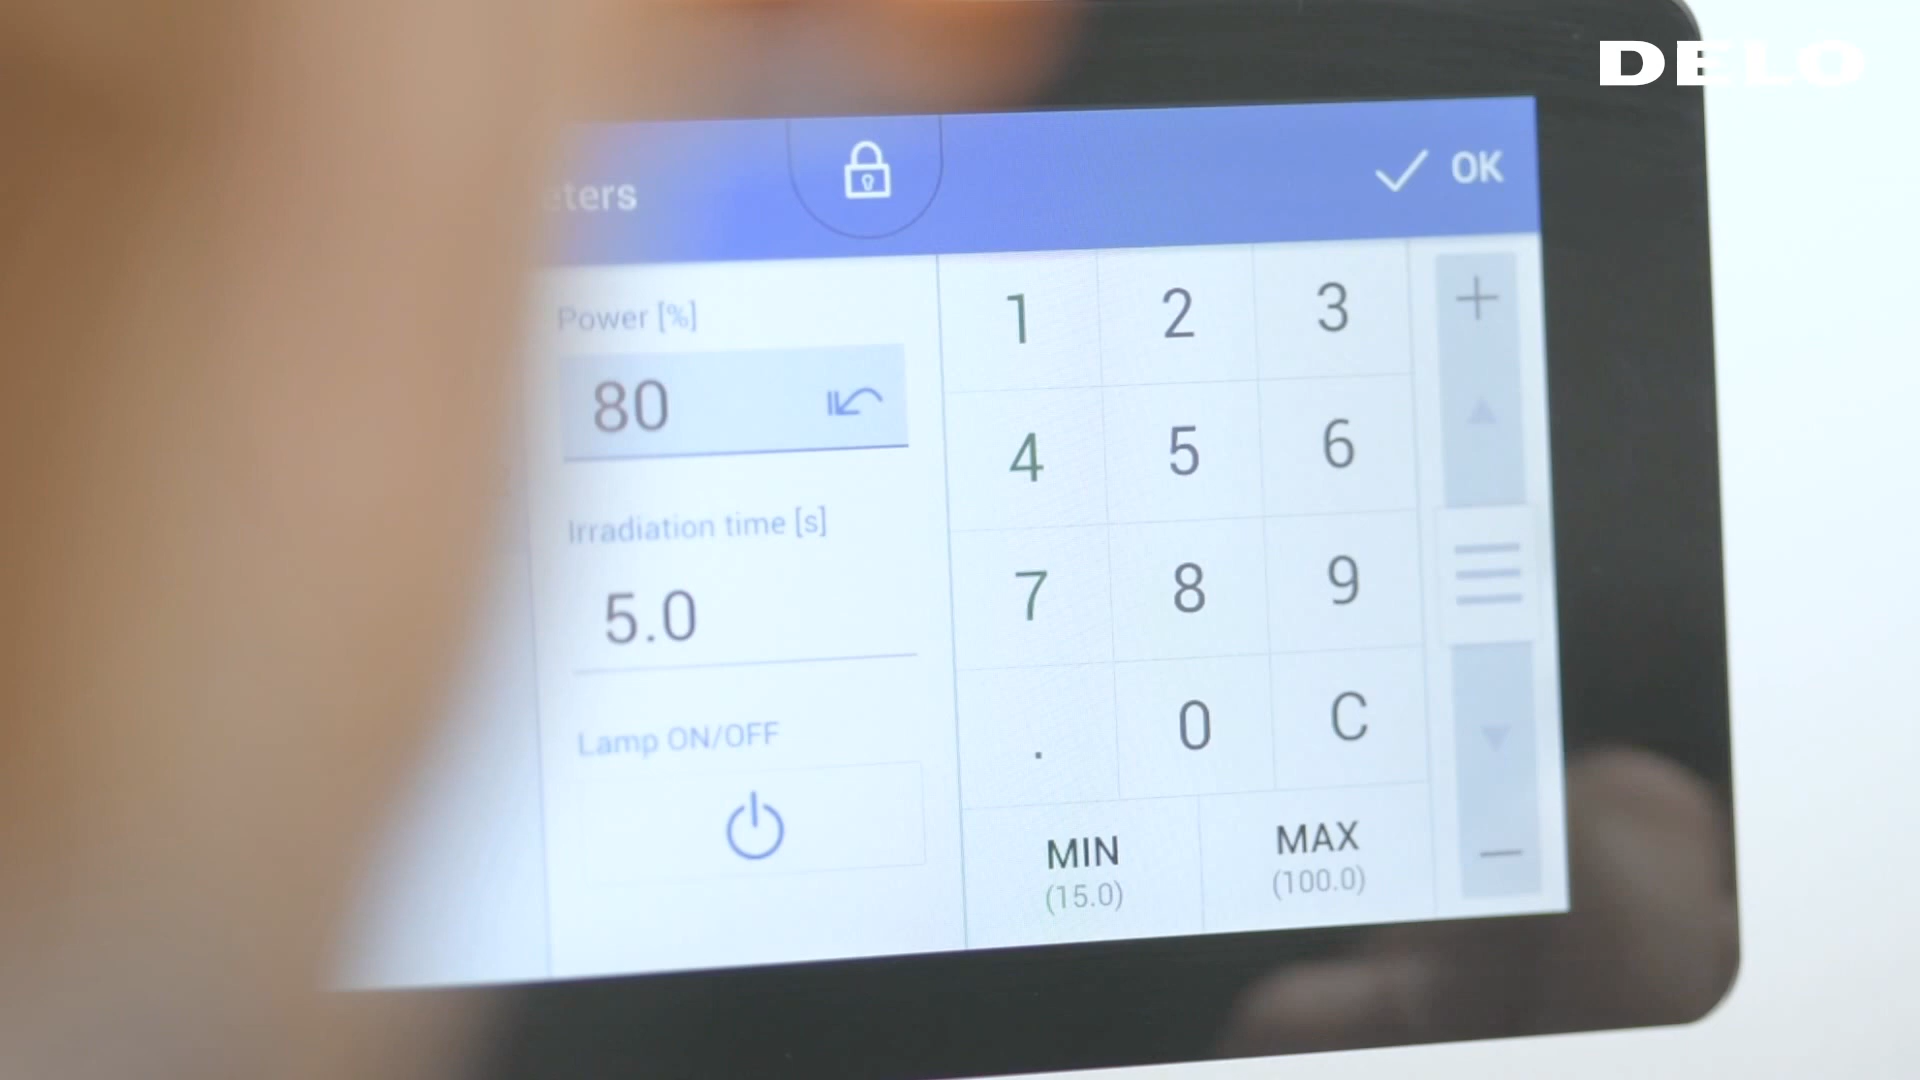 DELO
OK
Power [%]
80
Irradiation time [s]
5.0
Lamp ON/OFF
1 2 3
4 5 6
7 8 9
. 0 C
MIN MAX
(15.0) (100.0)